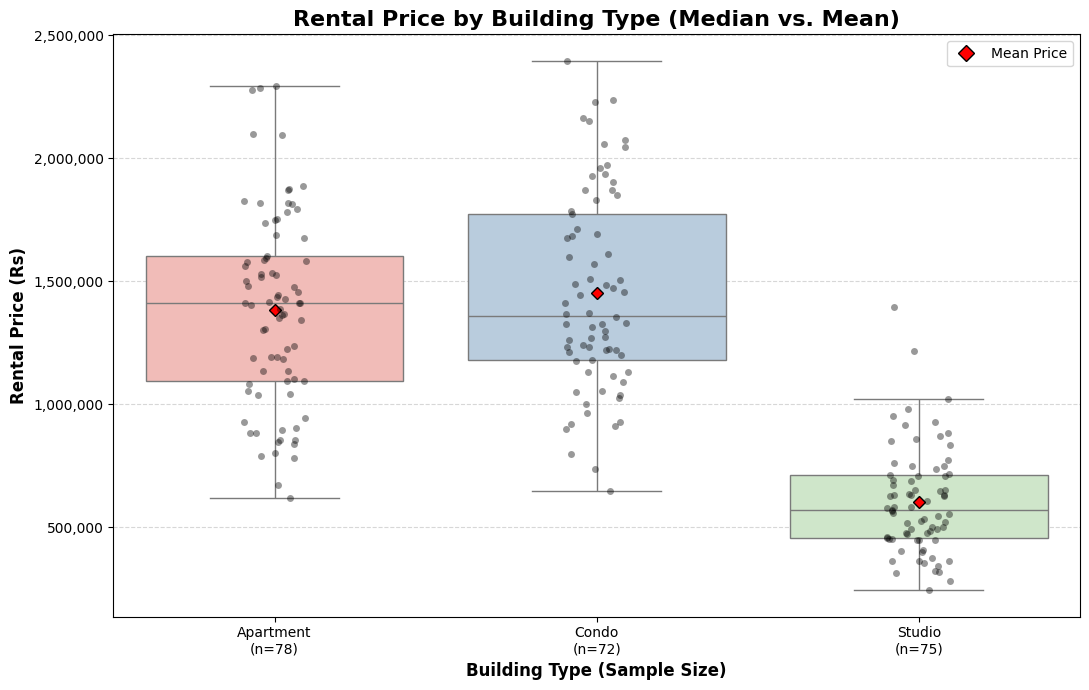 Rental Price by Building Type (Median vs. Mean)
Mean Price
Rental Price (Rs)
2,500,000
2,000,000
1,500,000
1,000,000
500,000
Apartment
(n=78)
Condo
(n=72)
Studio
(n=75)
Building Type (Sample Size)